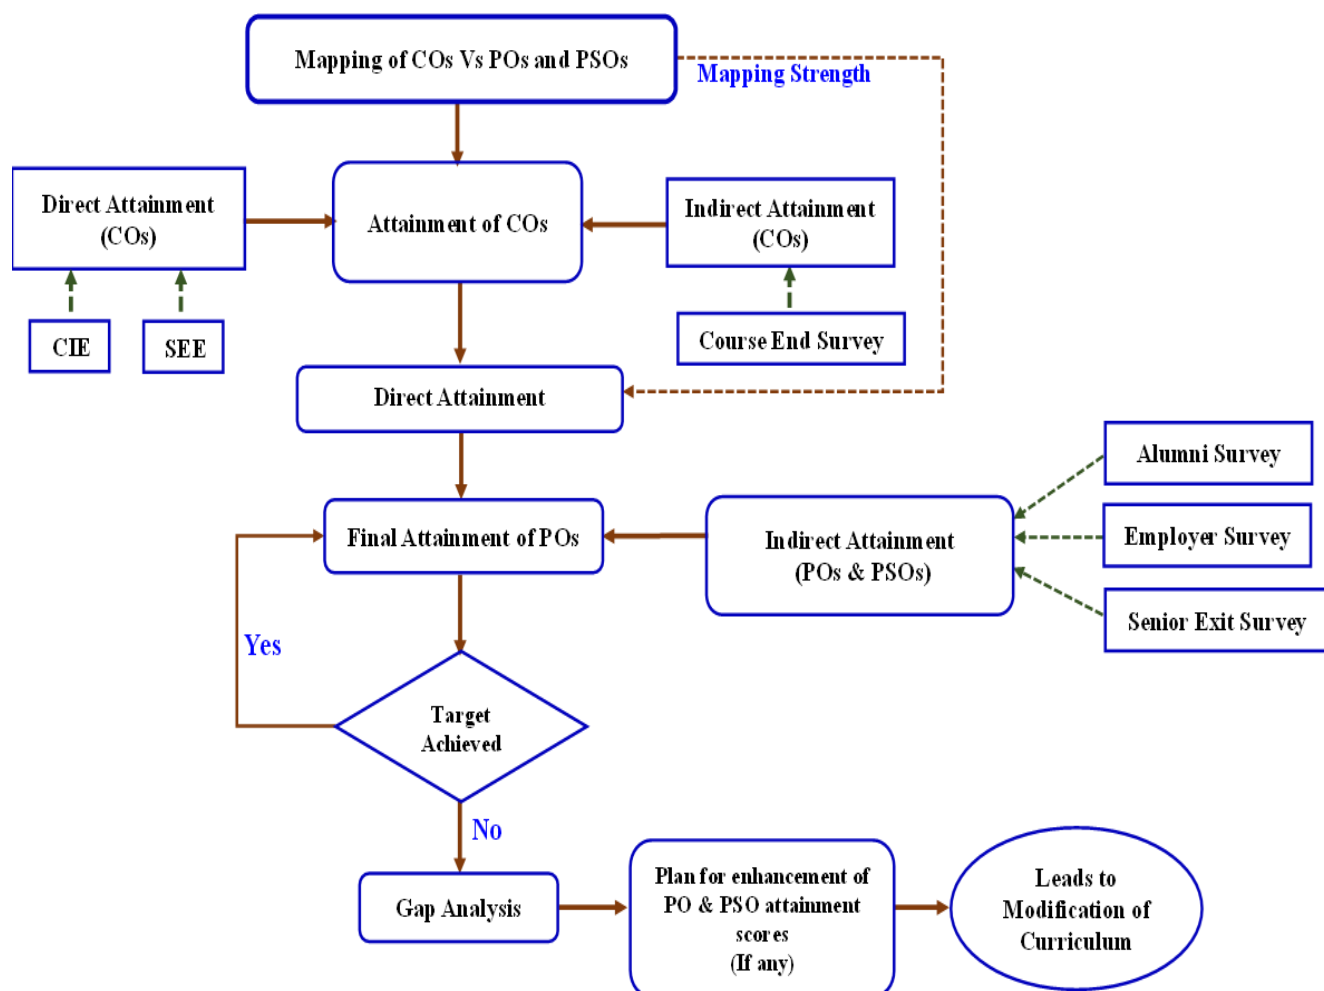 Mapping of COs Vs POs and PSOs
Mapping Strength
Direct Attainment
(COs)
Attainment of COs
Indirect Attainment
(COs)
CIE
SEE
Course End Survey
Direct Attainment
Alumni Survey
Final Attainment of POs
Indirect Attainment
(POs & PSOs)
Employer Survey
Senior Exit Survey
Yes
Target
Achieved
No
Gap Analysis
Plan for enhancement of
PO & PSO attainment
scores
(If any)
Leads to
Modification of
Curriculum